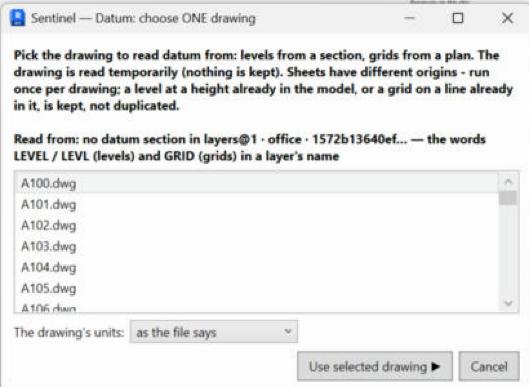 Sentinel — Datum: choose ONE drawing
Pick the drawing to read datum from: levels from a section, grids from a plan. The
drawing is read temporarily (nothing is kept). Sheets have different origins - run
once per drawing; a level at a height already in the model, or a grid on a line already
in it, is kept, not duplicated.
Read from: no datum section in layers@1 · office · 1572b13640ef... — the words
LEVEL / LEVL (levels) and GRID (grids) in a layer's name
A100.dwg
A101.dwg
A102.dwg
A103.dwg
A104.dwg
A105.dwg
A106.dwg
The drawing's units: as the file says
Use selected drawing ▶ Cancel